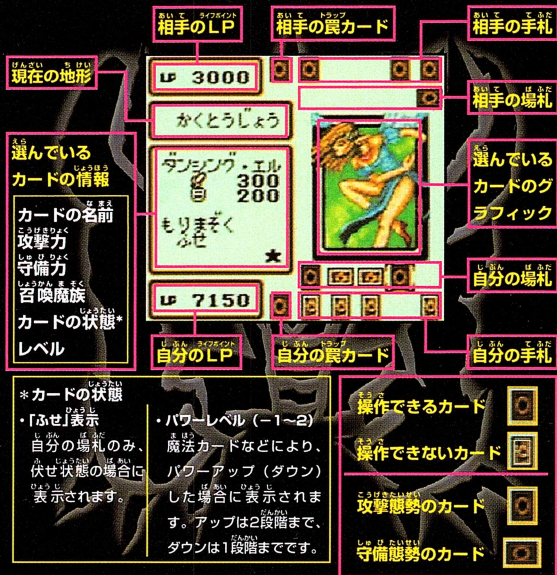 相手のLP
相手の罠カード
相手の手札
現在の地形
LP 3000
かくとうじょう
相手の場札
選んでいる
カードの情報
カードの名前
攻撃力
守備力
召喚魔族
カードの状態*
レベル
ダンシング・エル
300
200
もりまぞく
ふせ
選んでいる
カードのグ
ラフィック
自分の場札
LP 7150
自分のLP
自分の罠カード
自分の手札
*カードの状態
・「ふせ」表示
自分の場札のみ、
伏せ状態の場合に
表示されます。
・パワーレベル(−1〜2)
魔法カードなどにより、
パワーアップ(ダウン)
した場合に表示されま
す。アップは2段階まで、
ダウンは1段階までです。
操作できるカード
操作できないカード
攻撃態勢のカード
守備態勢のカード